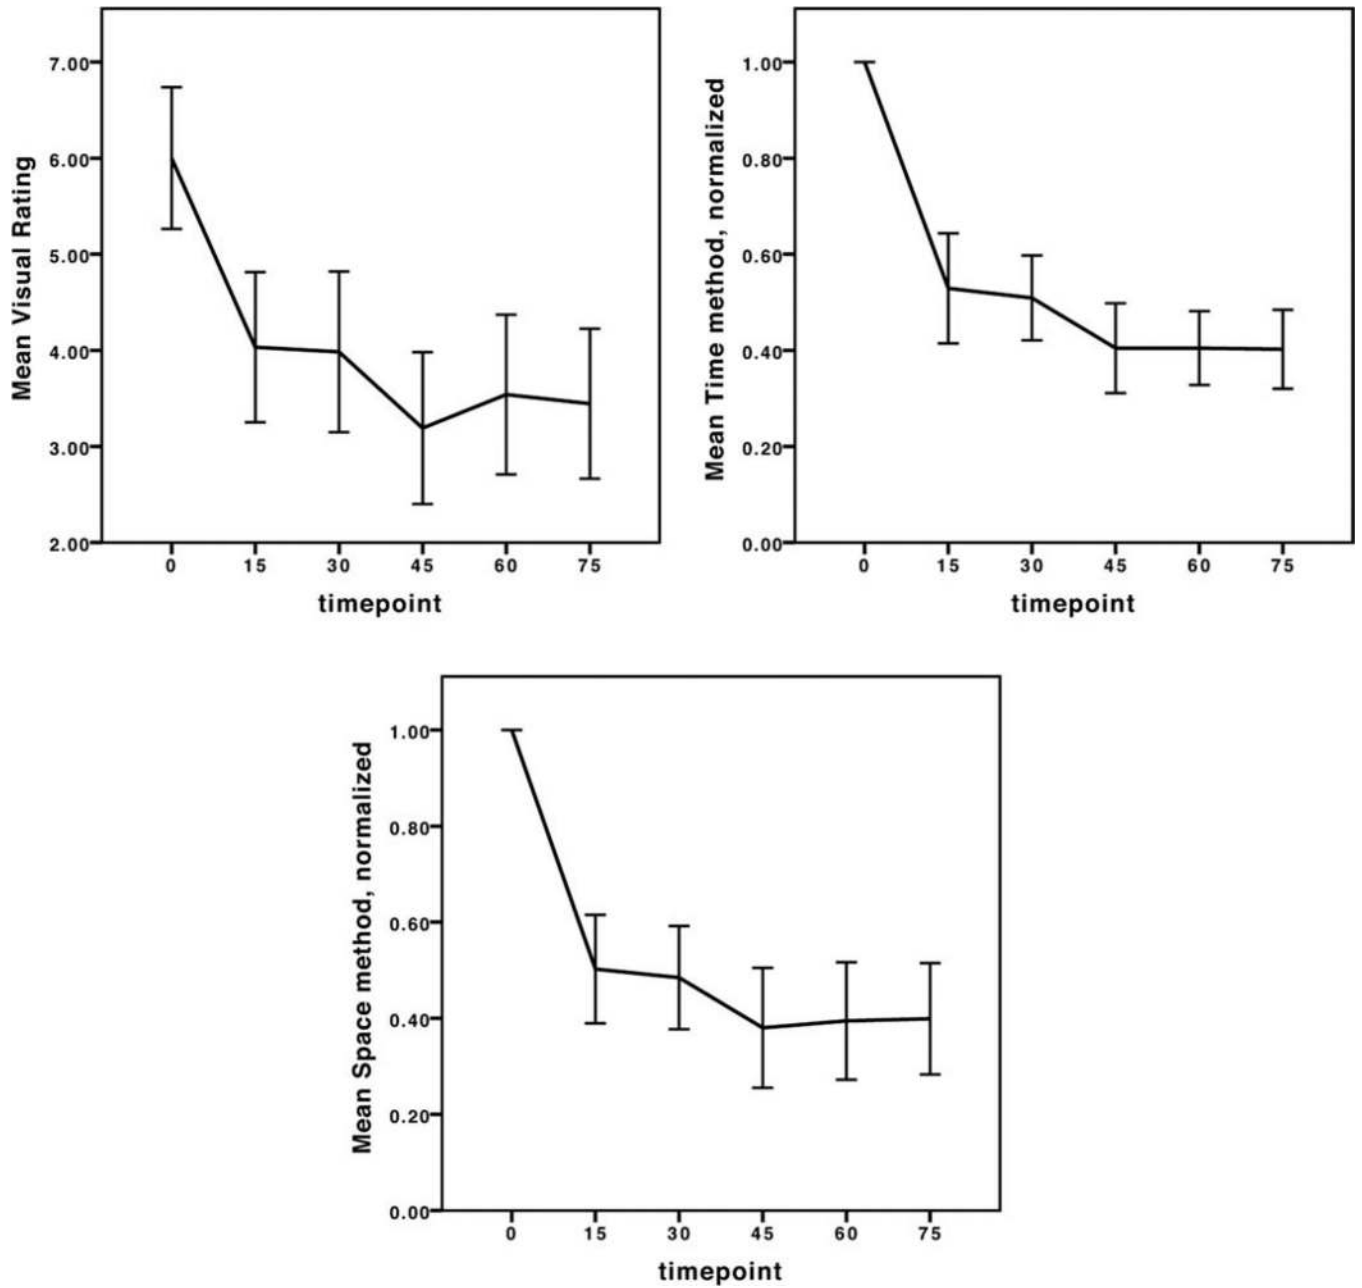 Mean Visual Rating
7.00
6.00
5.00
4.00
3.00
2.00
0 15 30 45 60 75
timepoint
Mean Time method, normalized
1.00
0.80
0.60
0.40
0.20
0.00
0 15 30 45 60 75
timepoint
Mean Space method, normalized
1.00
0.80
0.60
0.40
0.20
0.00
0 15 30 45 60 75
timepoint